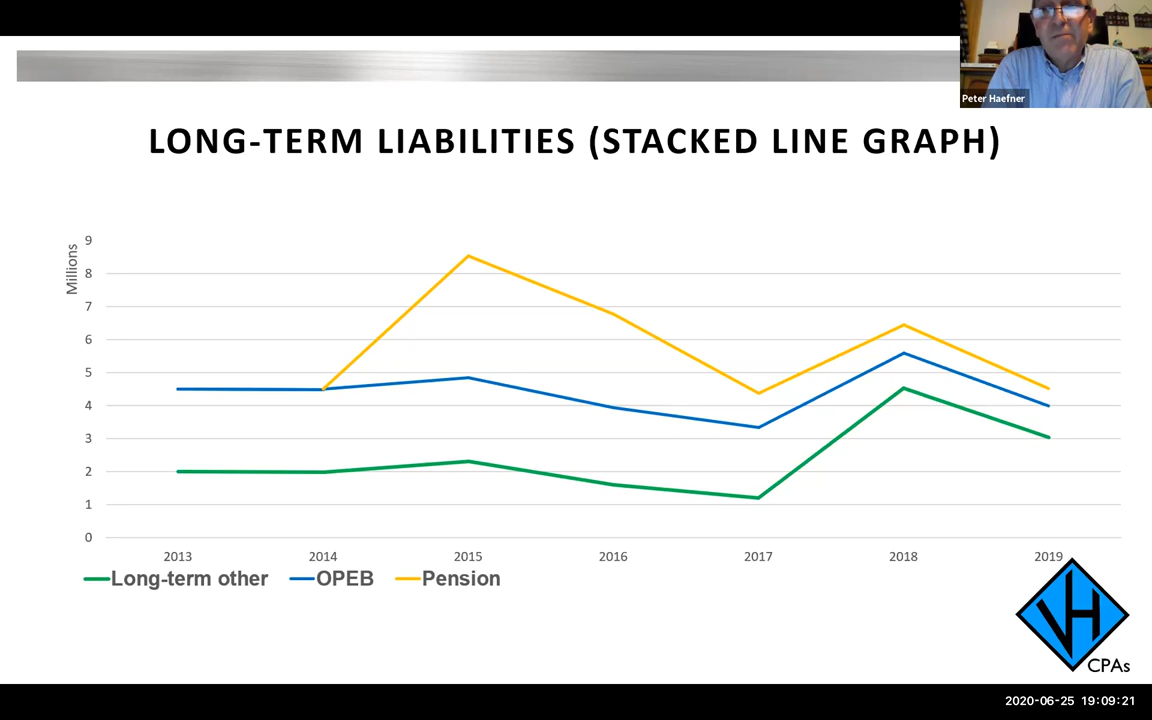 Peter Haefner
LONG-TERM LIABILITIES (STACKED LINE GRAPH)
Millions
9
8
7
6
5
4
3
2
1
0
2013 2014 2015 2016 2017 2018 2019
Long-term other OPEB Pension
VH
CPAs
2020-06-25 19:09:21